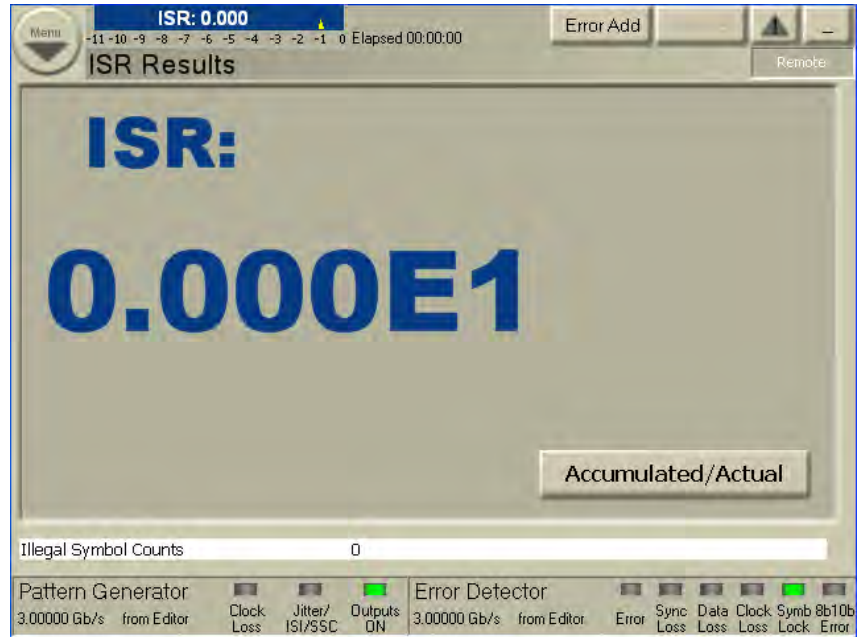 Menu
ISR: 0.000
-11 -10 -9 -8 -7 -6 -5 -4 -3 -2 -1 0 Elapsed 00:00:00
Error Add
_
ISR Results
Remote
ISR:
0.000E1
Accumulated/Actual
Illegal Symbol Counts 0
Pattern Generator
3.00000 Gb/s from Editor
Clock Loss
Jitter/ ISI/SSC
Outputs ON
Error Detector
3.00000 Gb/s from Editor
Error
Sync Loss
Data Loss
Clock Loss
Symb Lock
8b10b Error